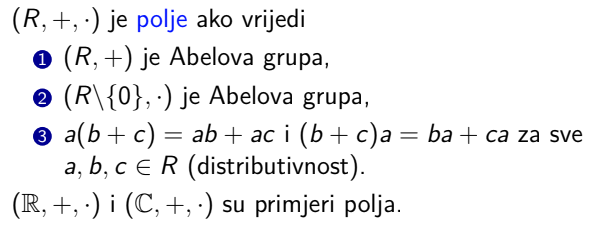 (R, +, ·) je polje ako vrijedi
1 (R, +) je Abelova grupa,
2 (R\{0}, ·) je Abelova grupa,
3 a(b + c) = ab + ac i (b + c)a = ba + ca za sve
a, b, c ∈ R (distributivnost).
(ℝ, +, ·) i (ℂ, +, ·) su primjeri polja.